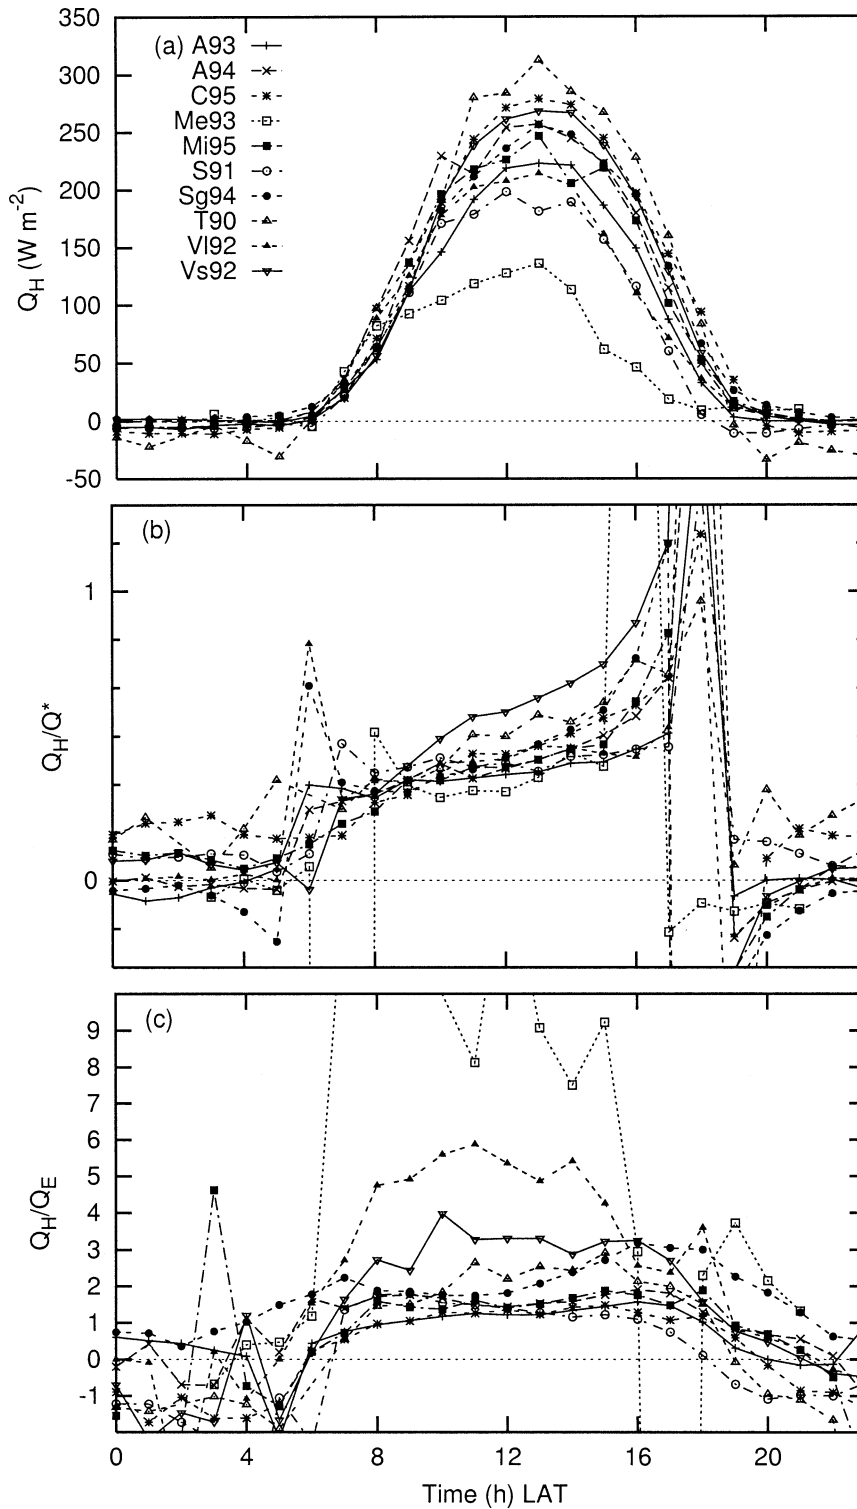 350
300
250
200
150
100
50
0
-50
Q_H (W m^-2)
(a) A93
A94
C95
Me93
Mi95
S91
Sg94
T90
Vl92
Vs92
(b)
1
0
Q_H/Q*
(c)
9
8
7
6
5
4
3
2
1
0
-1
Q_H/Q_E
0 4 8 12 16 20
Time (h) LAT